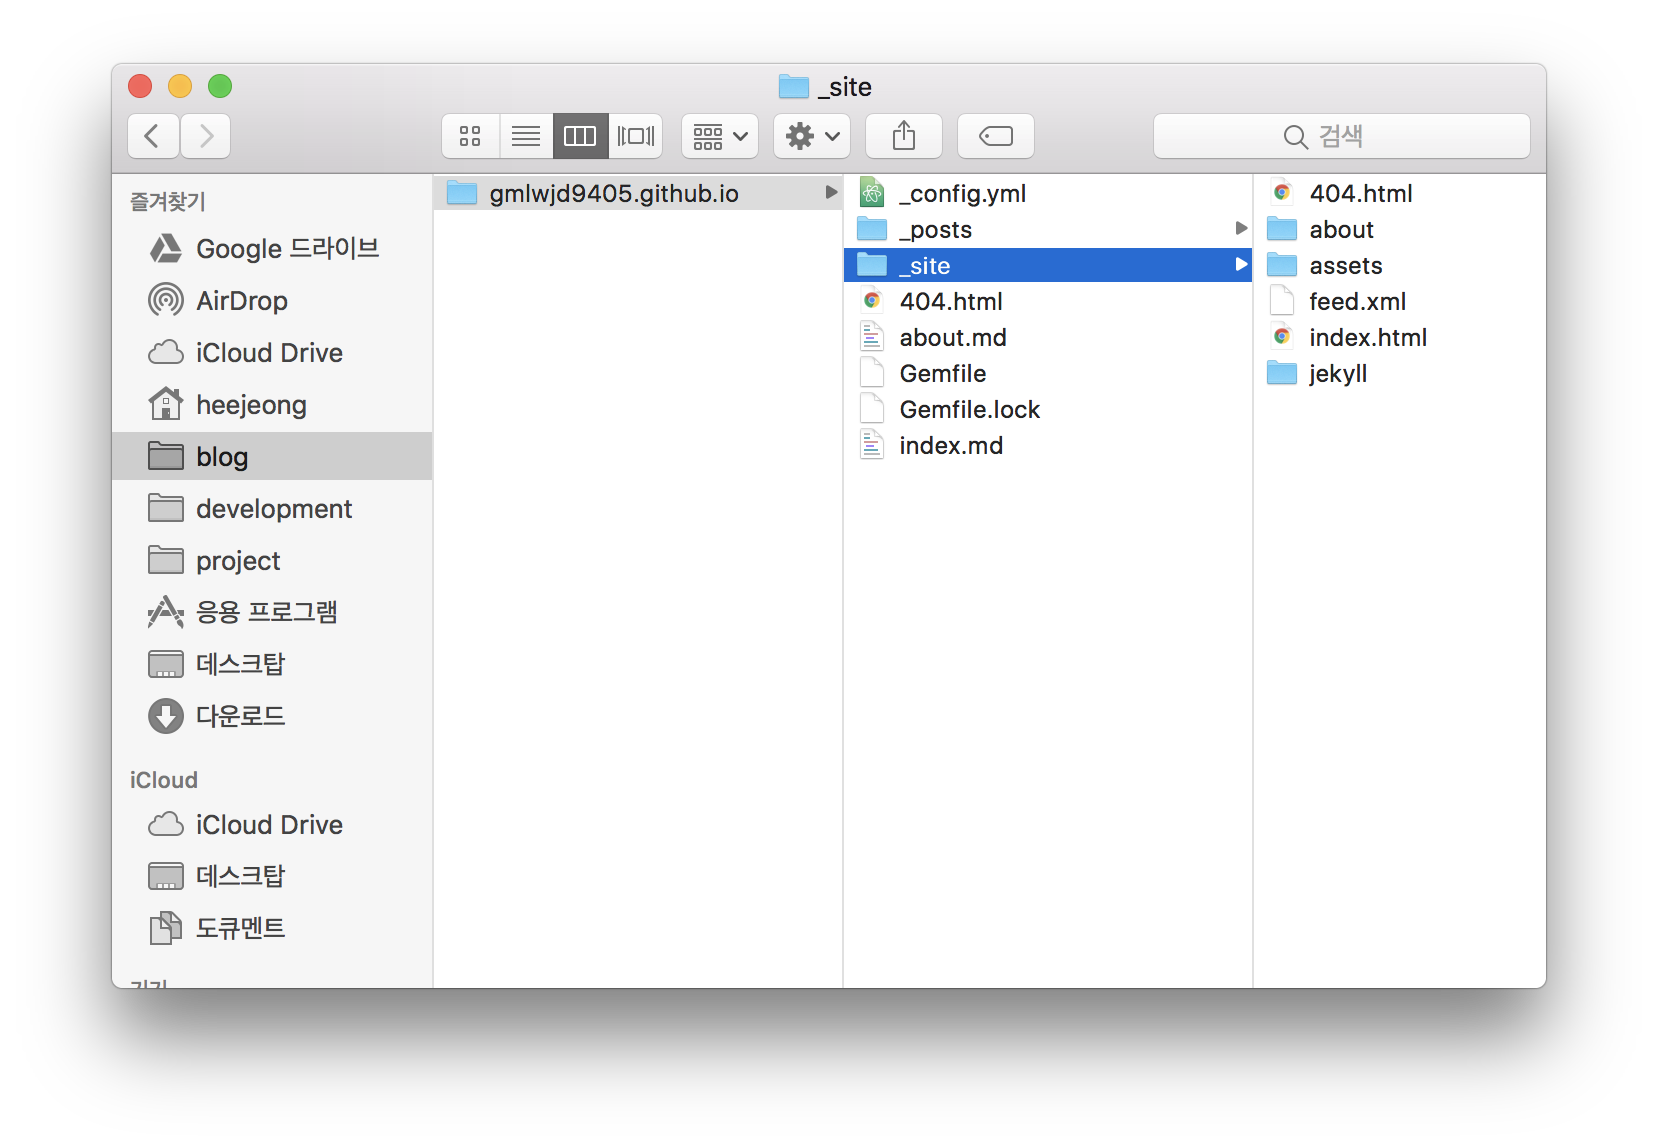 _site
검색
즐겨찾기
Google 드라이브
AirDrop
iCloud Drive
heejeong
blog
development
project
응용 프로그램
데스크탑
다운로드
iCloud
iCloud Drive
데스크탑
도큐멘트
gmlwjd9405.github.io
_config.yml
_posts
_site
404.html
about.md
Gemfile
Gemfile.lock
index.md
404.html
about
assets
feed.xml
index.html
jekyll